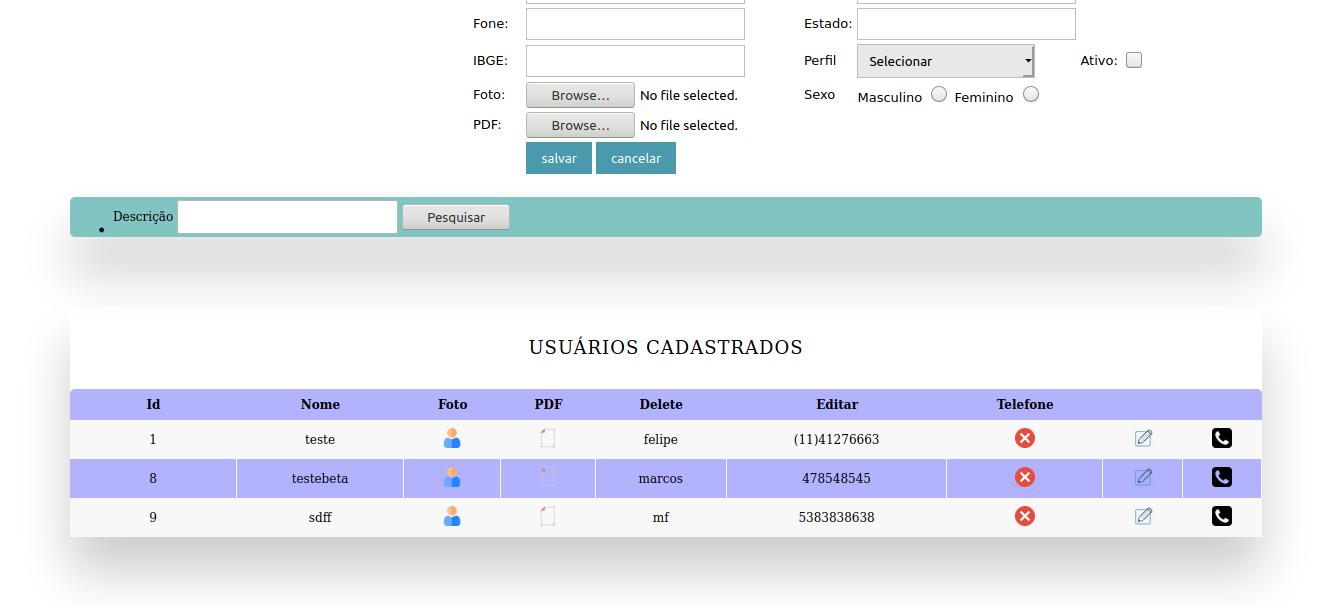 Fone: Estado:
IBGE: Perfil Selecionar Ativo:
Foto: Browse... No file selected. Sexo Masculino Feminino
PDF: Browse... No file selected.
salvar cancelar
Descrição Pesquisar
USUÁRIOS CADASTRADOS
Id Nome Foto PDF Delete Editar Telefone
1 teste felipe (11)41276663
8 testebeta marcos 478548545
9 sdff mf 5383838638